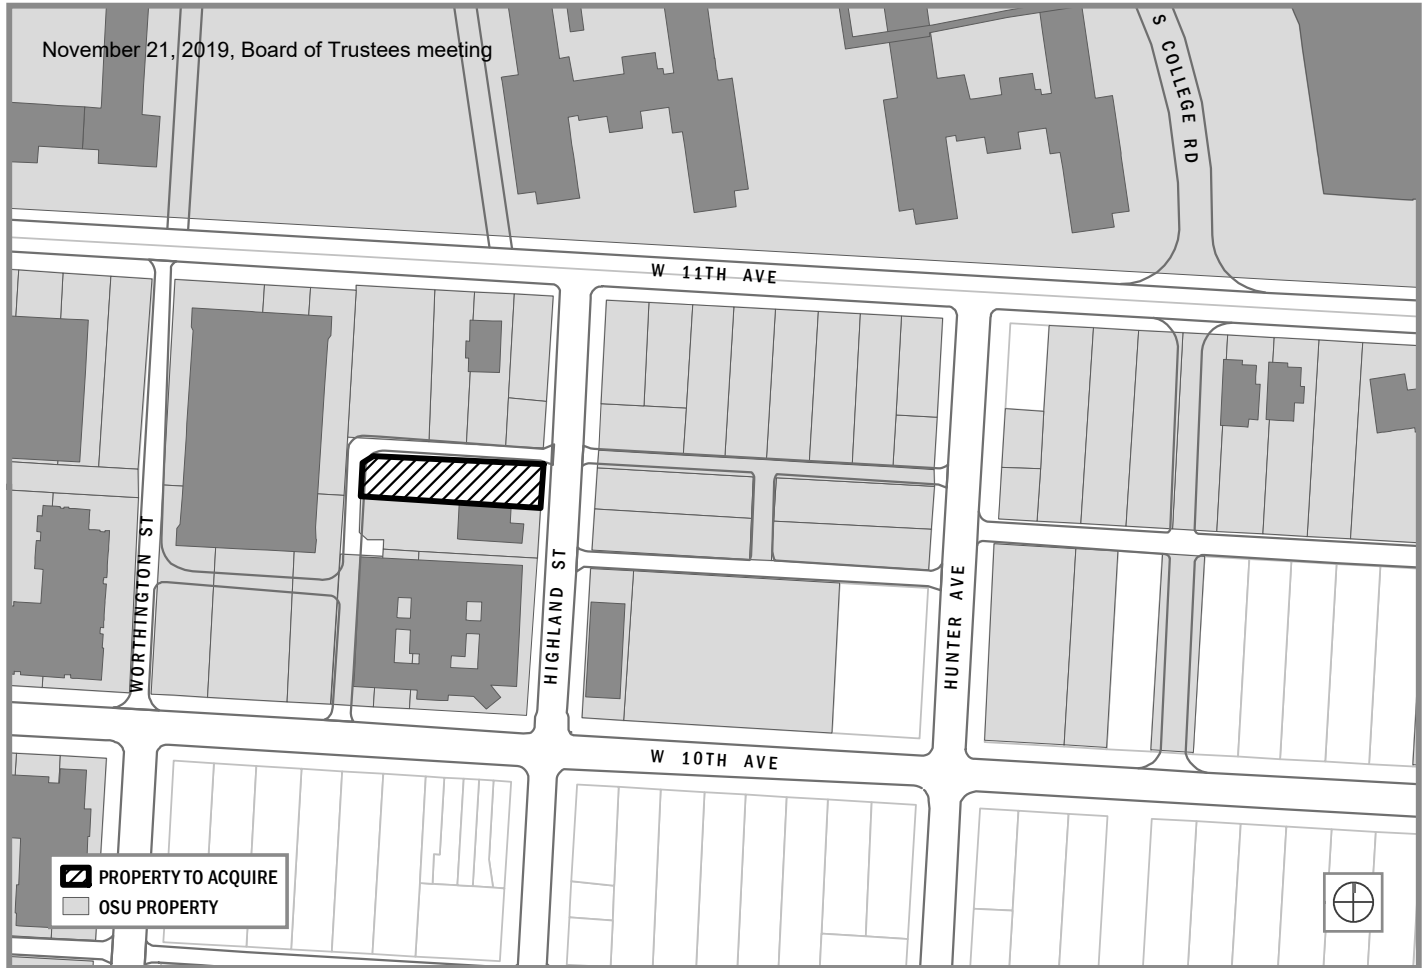 November 21, 2019, Board of Trustees meeting
S COLLEGE RD
W 11TH AVE
WORTHINGTON ST
HIGHLAND ST
HUNTER AVE
W 10TH AVE
PROPERTY TO ACQUIRE
OSU PROPERTY